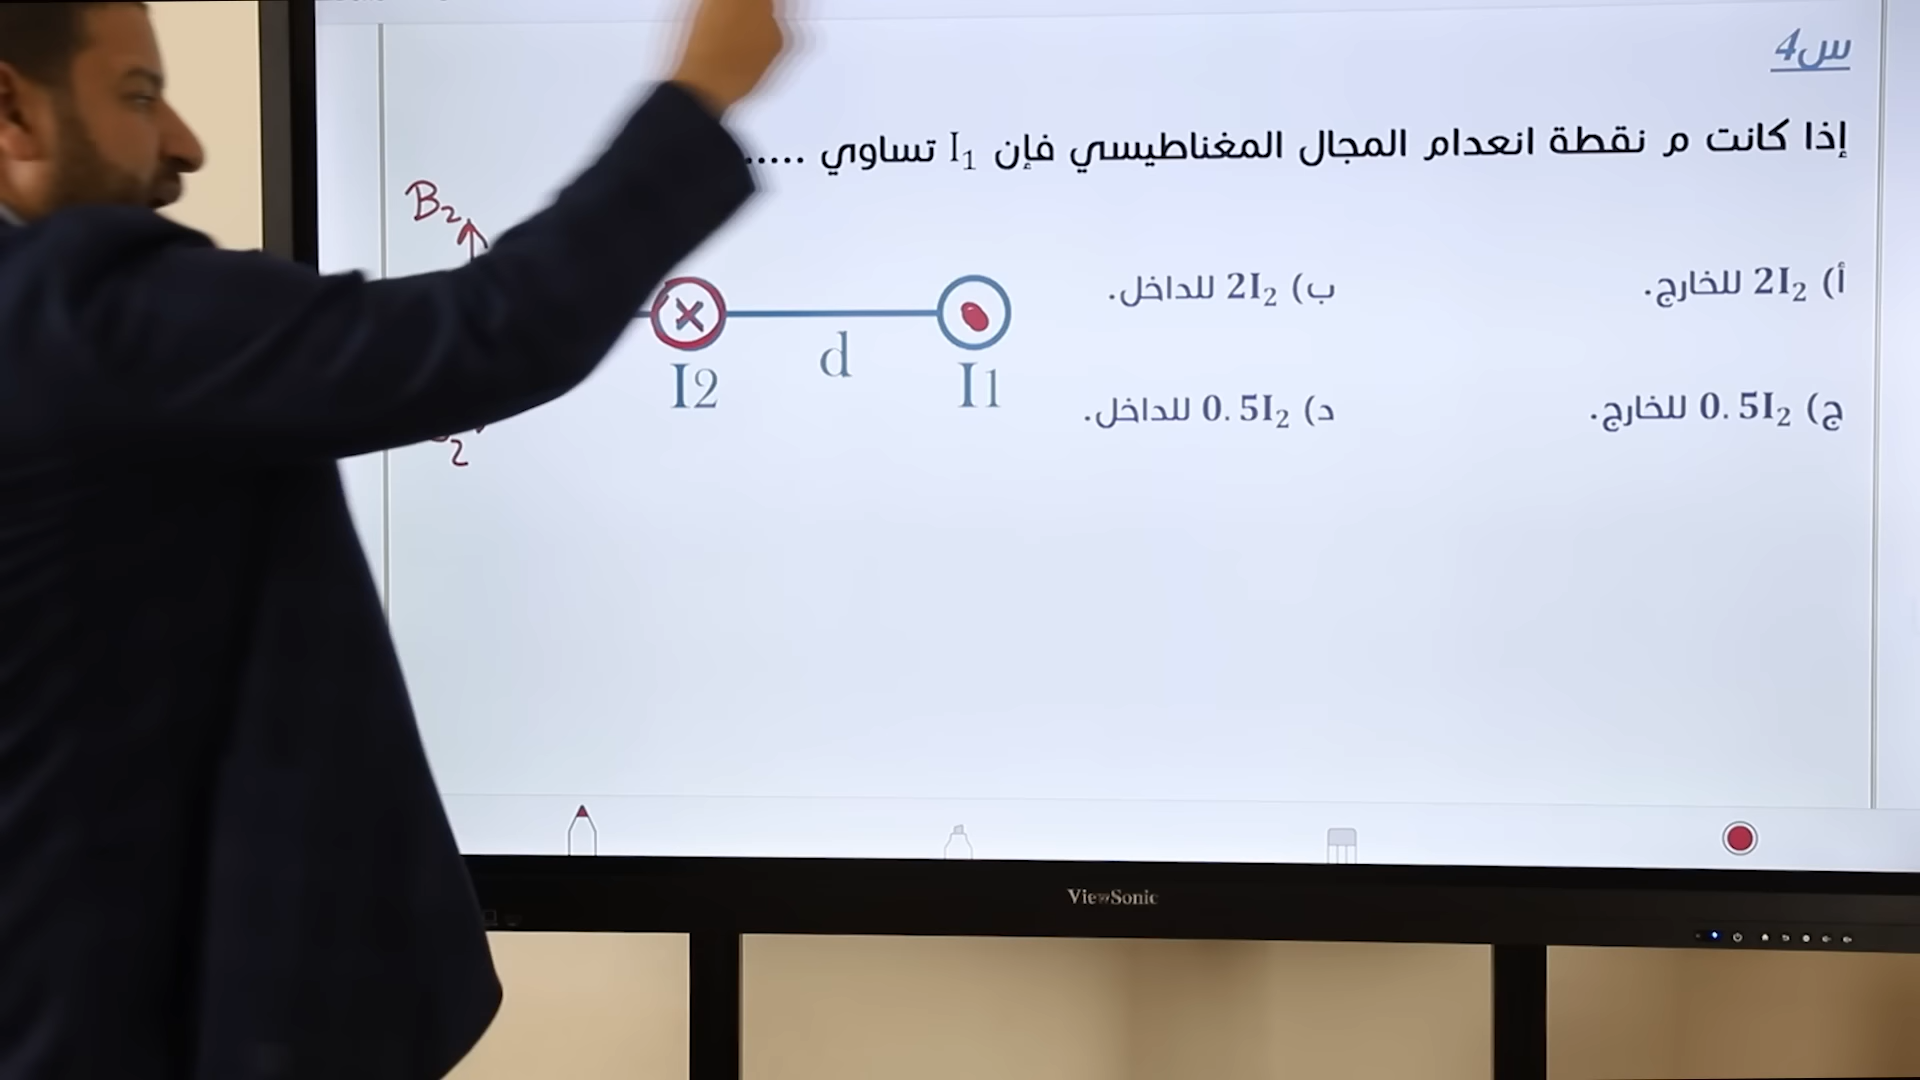 س4
إذا كانت م نقطة انعدام المجال المغناطيسي فإن I₁ تساوي .....
أ) 2I₂ للخارج.
ب) 2I₂ للداخل.
ج) 0.5I₂ للخارج.
د) 0.5I₂ للداخل.
B₂
d
I2
I1
2
ViewSonic